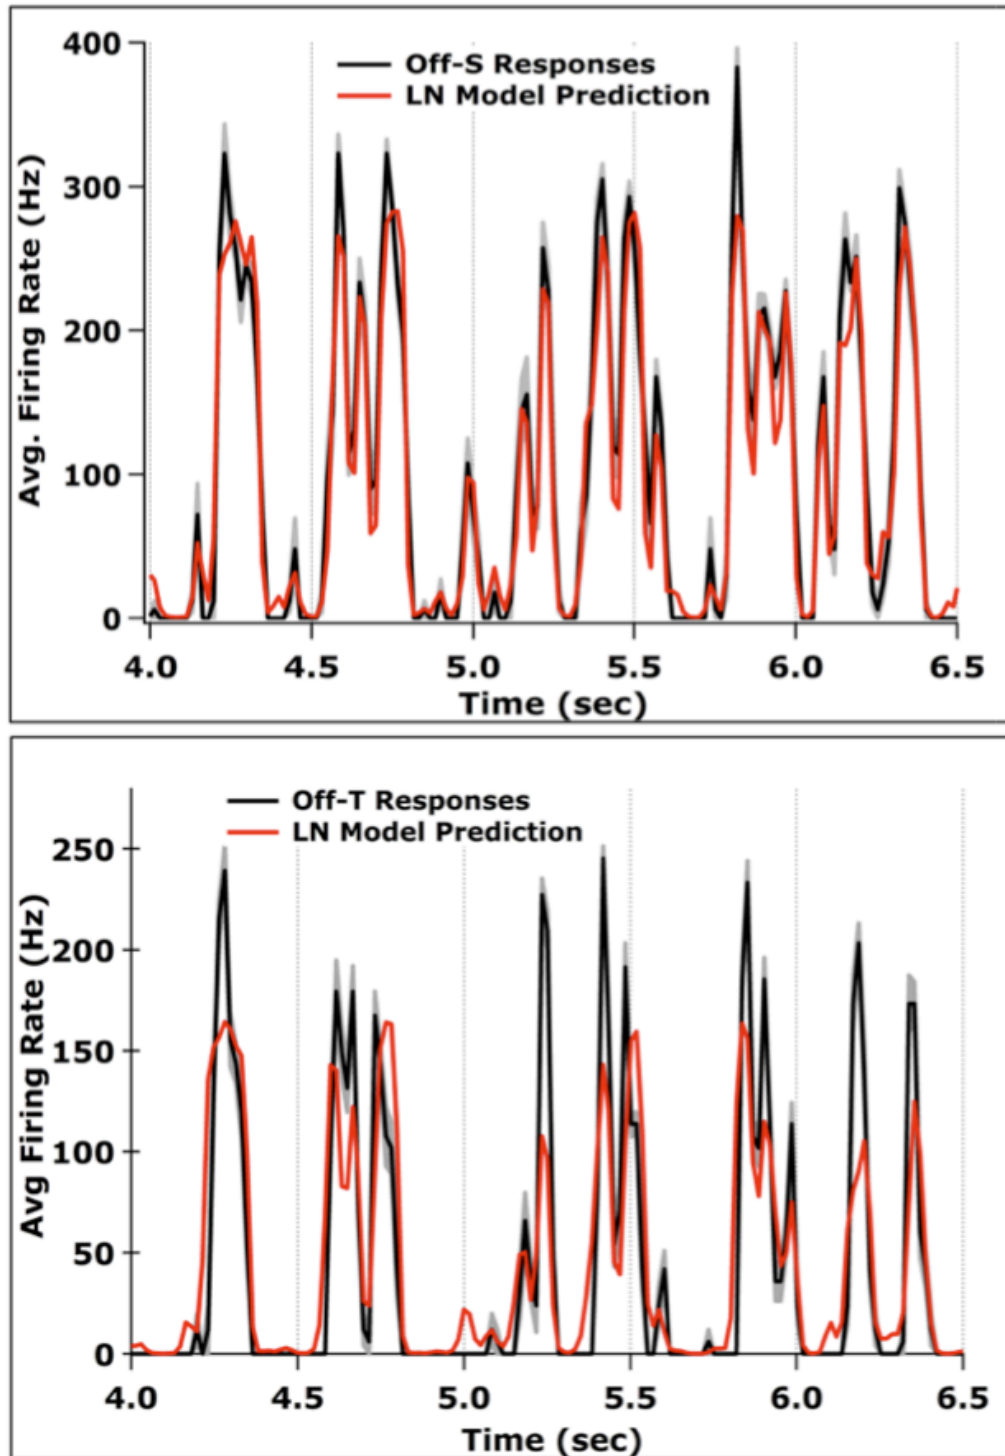 Off-S Responses
LN Model Prediction
Avg. Firing Rate (Hz)
400
300
200
100
0
4.0 4.5 5.0 5.5 6.0 6.5
Time (sec)
Off-T Responses
LN Model Prediction
Avg Firing Rate (Hz)
250
200
150
100
50
0
4.0 4.5 5.0 5.5 6.0 6.5
Time (sec)